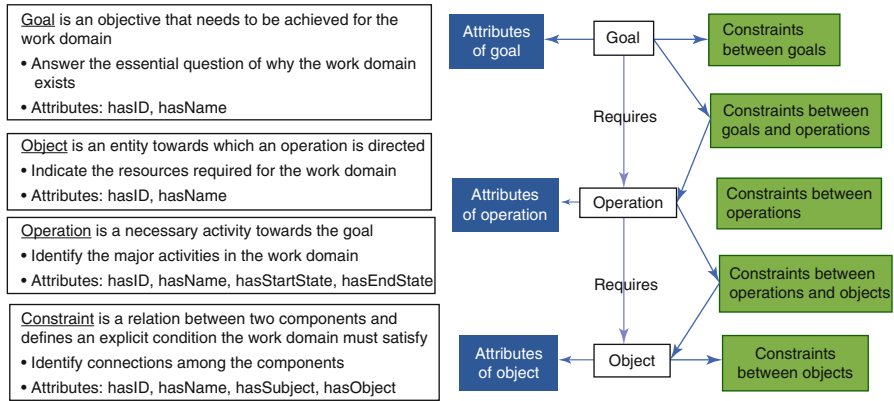 Goal is an objective that needs to be achieved for the
work domain
• Answer the essential question of why the work domain
exists
• Attributes: hasID, hasName
Object is an entity towards which an operation is directed
• Indicate the resources required for the work domain
• Attributes: hasID, hasName
Operation is a necessary activity towards the goal
• Identify the major activities in the work domain
• Attributes: hasID, hasName, hasStartState, hasEndState
Constraint is a relation between two components and
defines an explicit condition the work domain must satisfy
• Identify connections among the components
• Attributes: hasID, hasName, hasSubject, hasObject
Attributes
of goal
Goal
Constraints
between goals
Requires
Constraints between
goals and operations
Attributes
of operation
Operation
Constraints between
operations
Requires
Constraints between
operations and objects
Attributes
of object
Object
Constraints
between objects